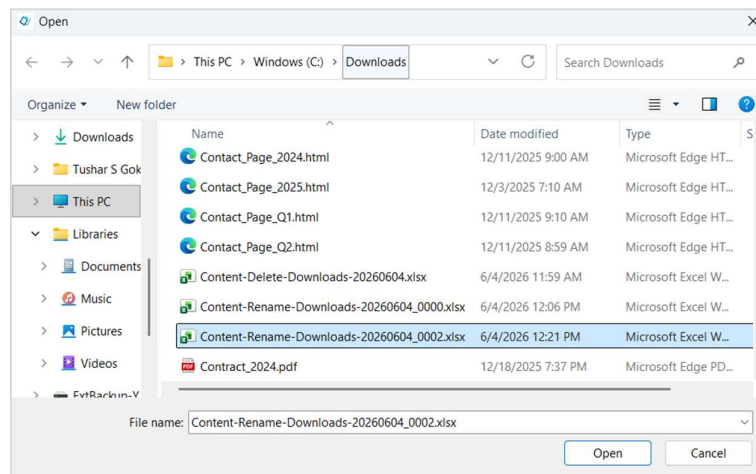 Open
This PC > Windows (C:) > Downloads
Search Downloads
Organize
New folder
Downloads
Tushar S Gok
This PC
Libraries
Documents
Music
Pictures
Videos
Name Date modified Type S
Contact_Page_2024.html 12/11/2025 9:00 AM Microsoft Edge HT...
Contact_Page_2025.html 12/3/2025 7:10 AM Microsoft Edge HT...
Contact_Page_Q1.html 12/11/2025 9:10 AM Microsoft Edge HT...
Contact_Page_Q2.html 12/11/2025 8:59 AM Microsoft Edge HT...
Content-Delete-Downloads-20260604.xlsx 6/4/2026 11:59 AM Microsoft Excel W...
Content-Rename-Downloads-20260604_0000.xlsx 6/4/2026 12:06 PM Microsoft Excel W...
Content-Rename-Downloads-20260604_0002.xlsx 6/4/2026 12:21 PM Microsoft Excel W...
Contract_2024.pdf 12/18/2025 7:37 PM Microsoft Edge PD...
File name: Content-Rename-Downloads-20260604_0002.xlsx
Open Cancel